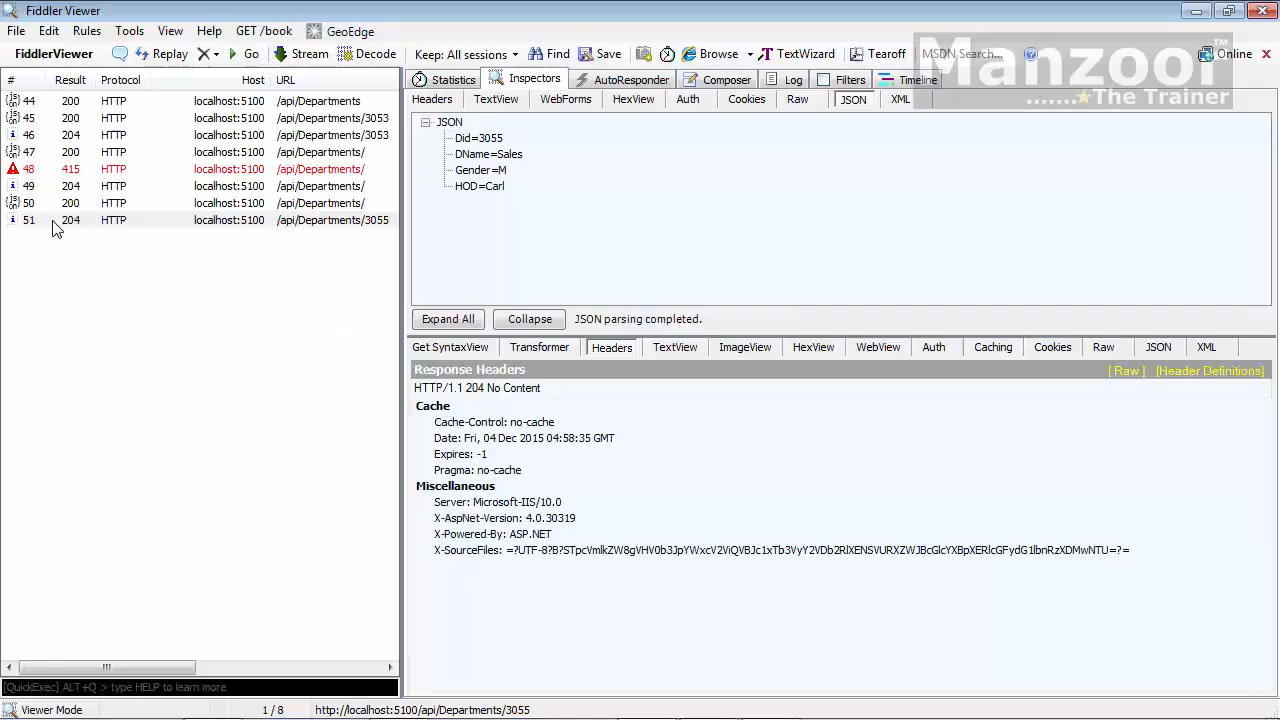 Fiddler Viewer
File Edit Rules Tools View Help GET /book GeoEdge
FiddlerViewer Replay Go Stream Decode Keep: All sessions Find Save Browse TextWizard Tearoff MSDN Search... Online
Manzoor™
.......The Trainer
# Result Protocol Host URL
44 200 HTTP localhost:5100 /api/Departments
45 200 HTTP localhost:5100 /api/Departments/3053
46 204 HTTP localhost:5100 /api/Departments/3053
47 200 HTTP localhost:5100 /api/Departments/
48 415 HTTP localhost:5100 /api/Departments/
49 204 HTTP localhost:5100 /api/Departments/
50 200 HTTP localhost:5100 /api/Departments/
51 204 HTTP localhost:5100 /api/Departments/3055
Statistics Inspectors AutoResponder Composer Log Filters Timeline
Headers TextView WebForms HexView Auth Cookies Raw JSON XML
JSON
Did=3055
DName=Sales
Gender=M
HOD=Carl
Expand All Collapse JSON parsing completed.
Get SyntaxView Transformer Headers TextView ImageView HexView WebView Auth Caching Cookies Raw JSON XML
Response Headers [ Raw ] [Header Definitions]
HTTP/1.1 204 No Content
Cache
Cache-Control: no-cache
Date: Fri, 04 Dec 2015 04:58:35 GMT
Expires: -1
Pragma: no-cache
Miscellaneous
Server: Microsoft-IIS/10.0
X-AspNet-Version: 4.0.30319
X-Powered-By: ASP.NET
X-SourceFiles:
[QuickExec] ALT+Q > type HELP to learn more
Viewer Mode 1 / 8 http://localhost:5100/api/Departments/3055